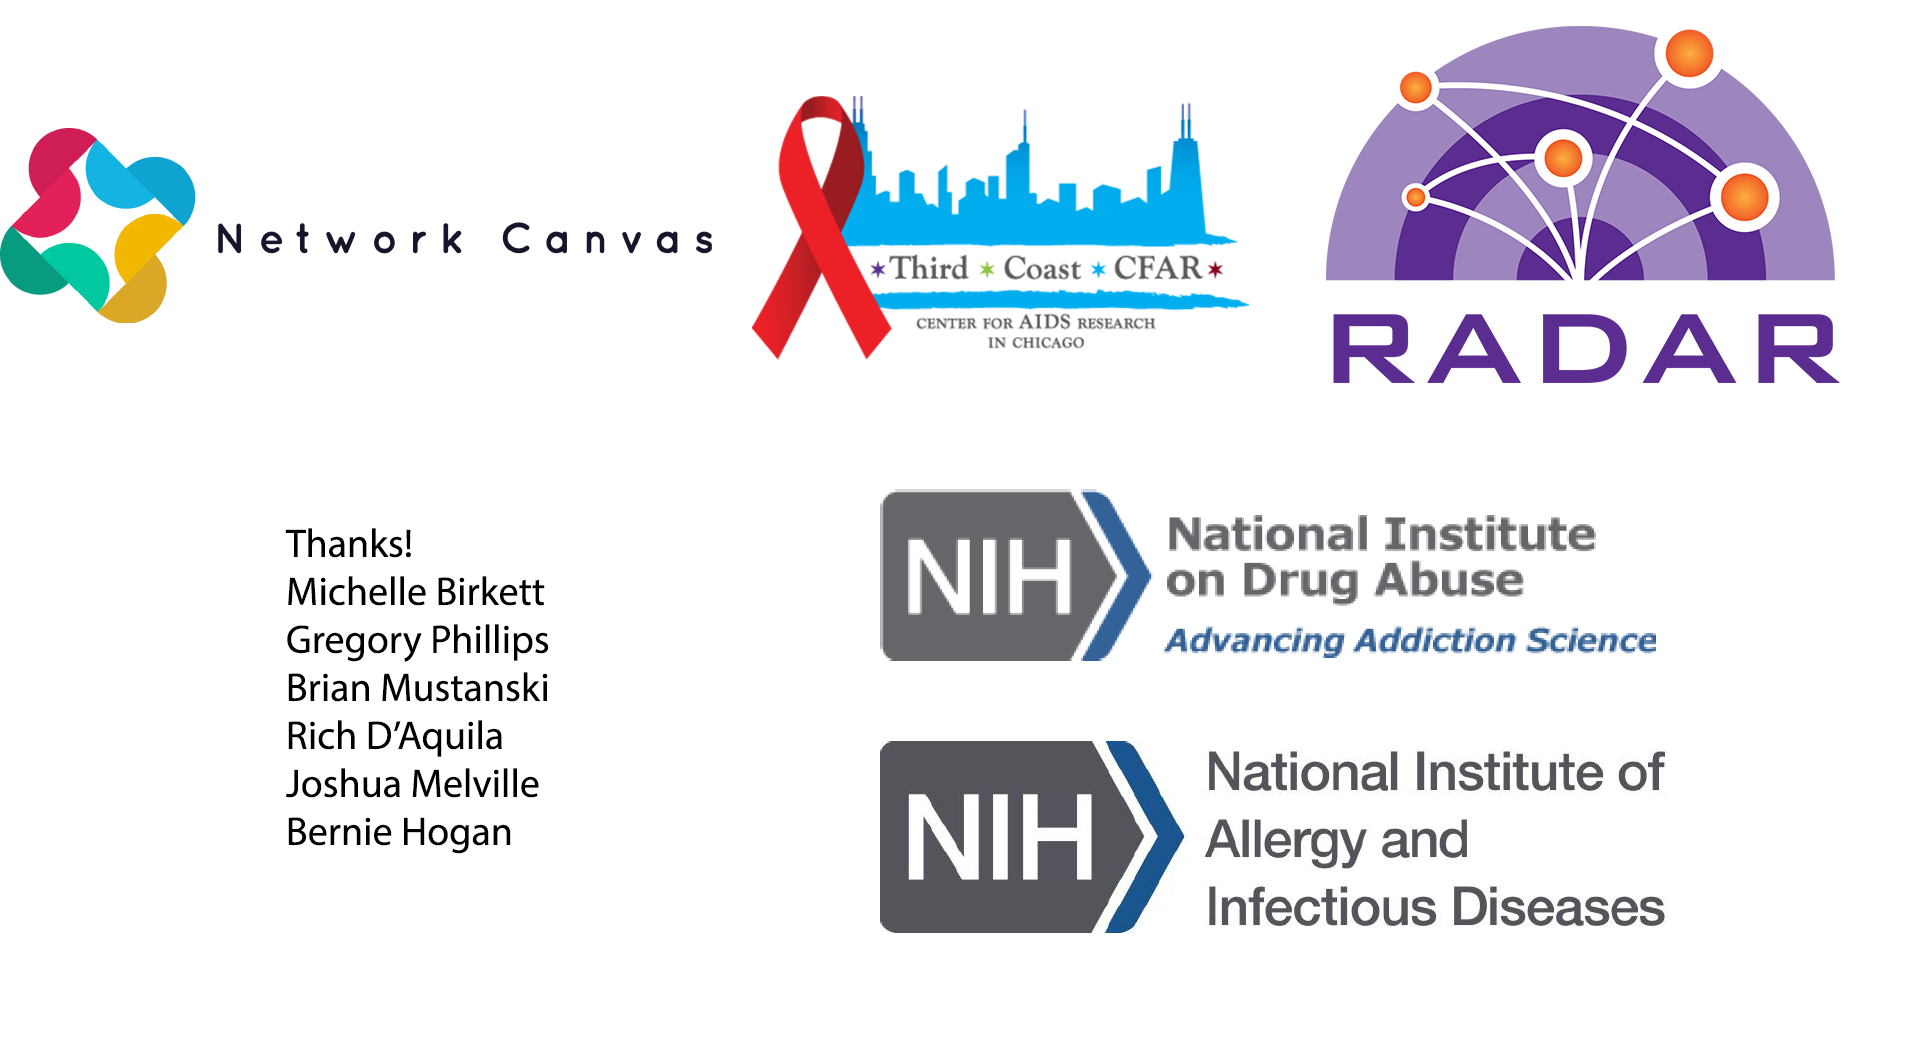 Network Canvas
Third Coast CFAR
CENTER FOR AIDS RESEARCH
IN CHICAGO
RADAR
Thanks!
Michelle Birkett
Gregory Phillips
Brian Mustanski
Rich D’Aquila
Joshua Melville
Bernie Hogan
NIH
National Institute
on Drug Abuse
Advancing Addiction Science
NIH
National Institute of
Allergy and
Infectious Diseases